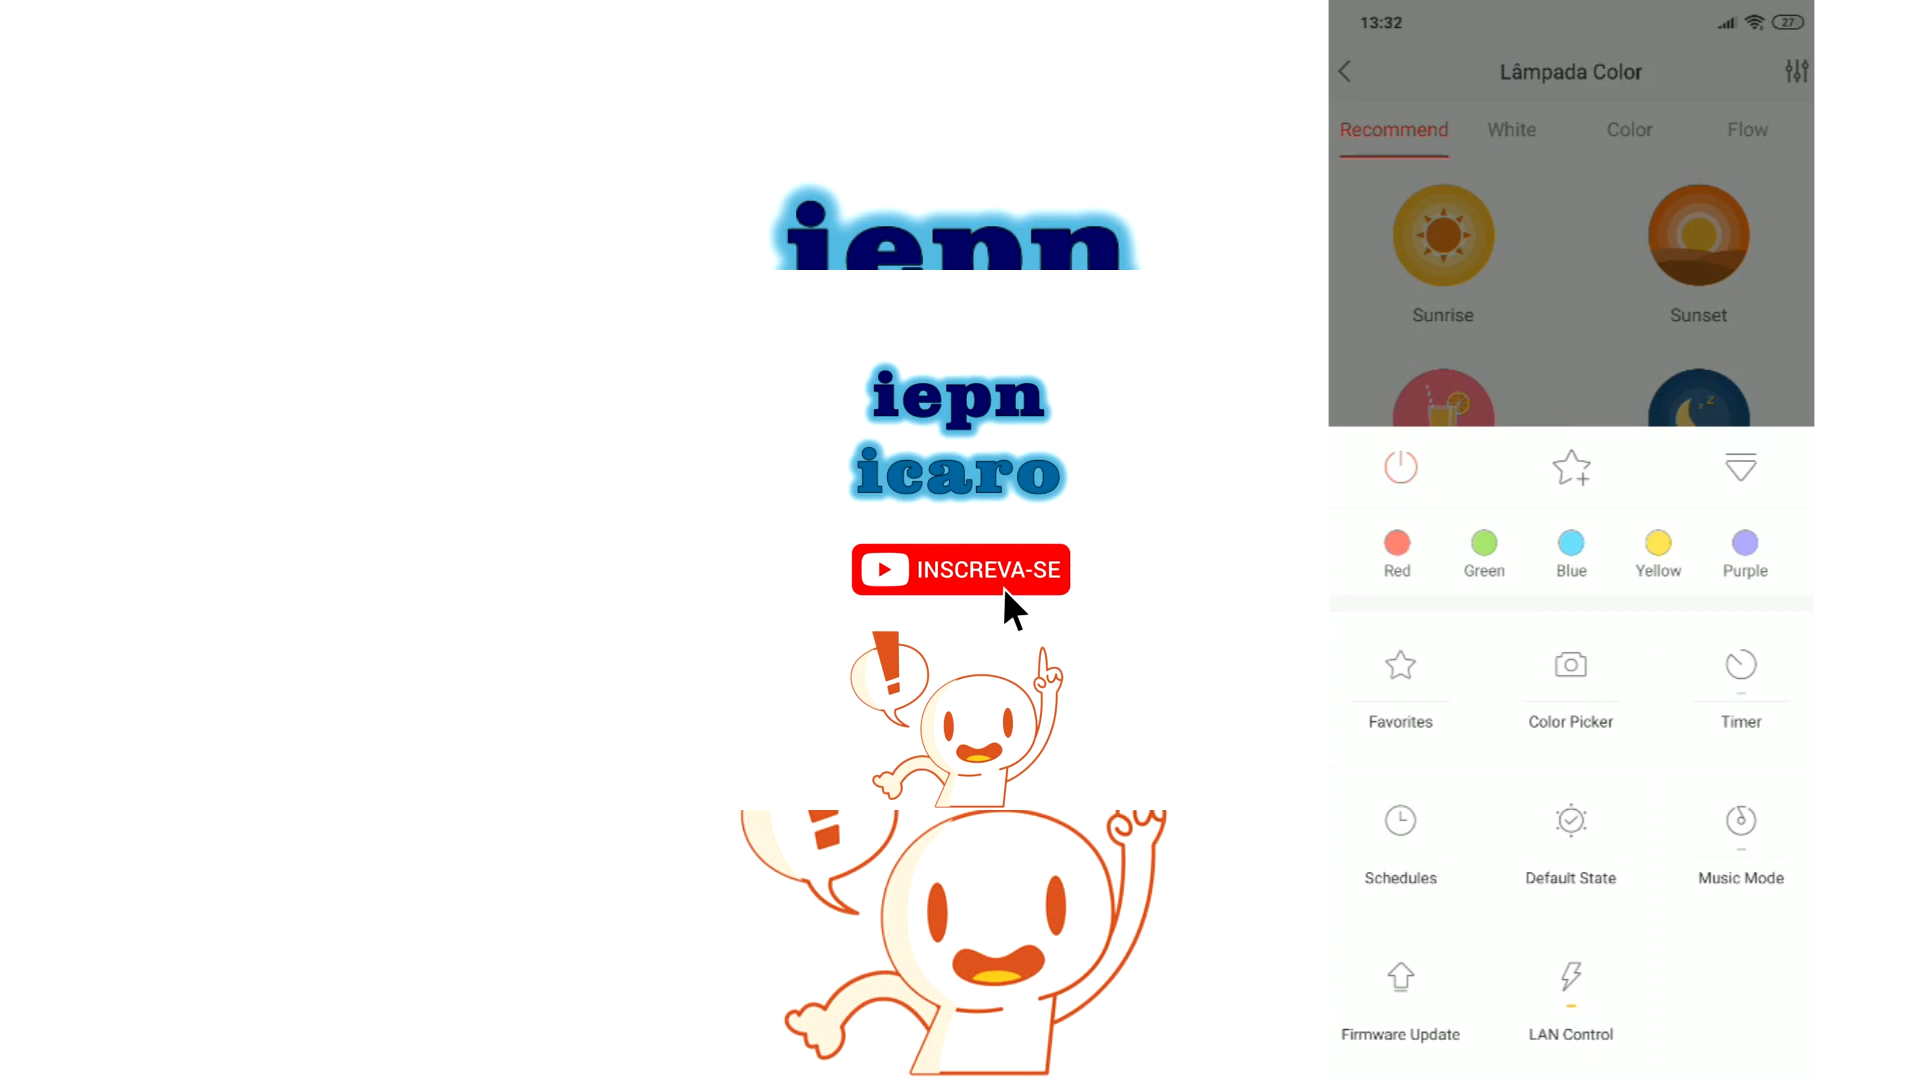 iepn
iepn
icaro
INSCREVA-SE
!
!
13:32
27
Lâmpada Color
Recommend White Color Flow
Sunrise Sunset
z z
Red Green Blue Yellow Purple
Favorites Color Picker Timer
Schedules Default State Music Mode
Firmware Update LAN Control